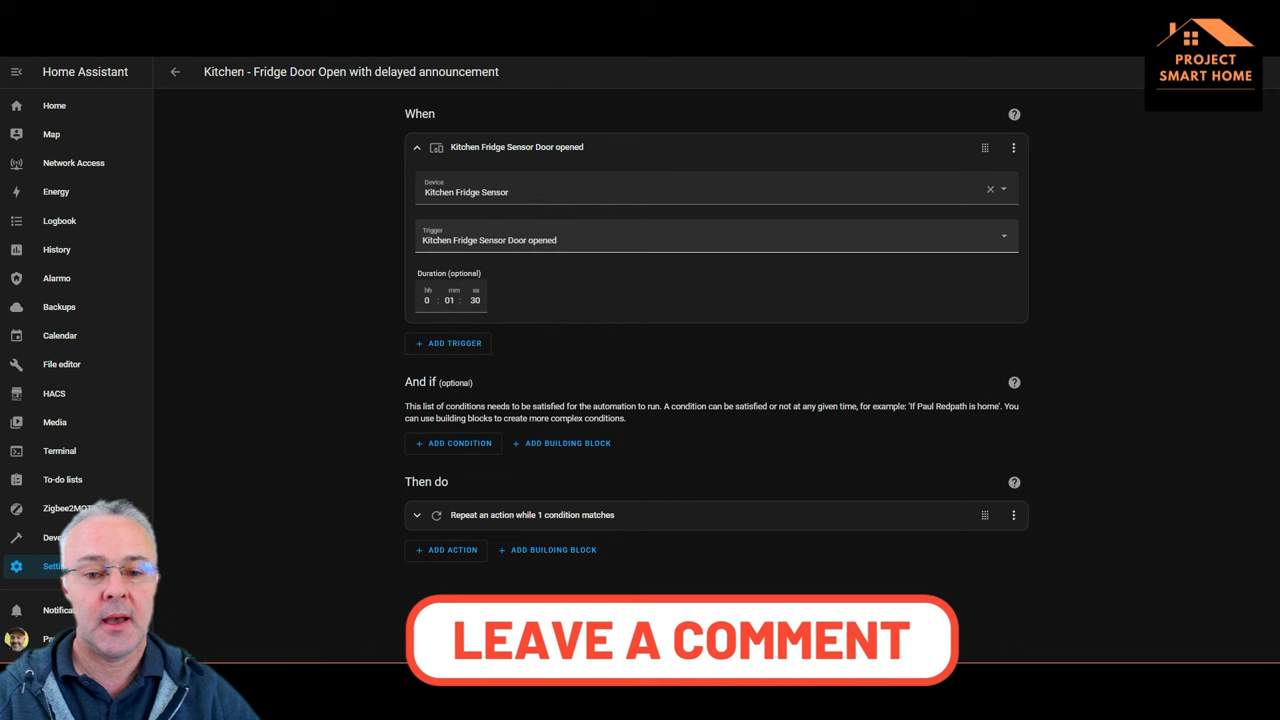 PROJECT
SMART HOME
Home Assistant
Kitchen - Fridge Door Open with delayed announcement
Home
Map
Network Access
Energy
Logbook
History
Alarmo
Backups
Calendar
File editor
HACS
Media
Terminal
To-do lists
When
Kitchen Fridge Sensor Door opened
Device
Kitchen Fridge Sensor
Trigger
Kitchen Fridge Sensor Door opened
Duration (optional)
hh mm ss
0 : 01 : 30
+ ADD TRIGGER
And if (optional)
This list of conditions needs to be satisfied for the automation to run. A condition can be satisfied or not at any given time, for example: 'If Paul Redpath is home'. You
can use building blocks to create more complex conditions.
+ ADD CONDITION + ADD BUILDING BLOCK
Then do
Repeat an action while 1 condition matches
+ ADD ACTION + ADD BUILDING BLOCK
LEAVE A COMMENT